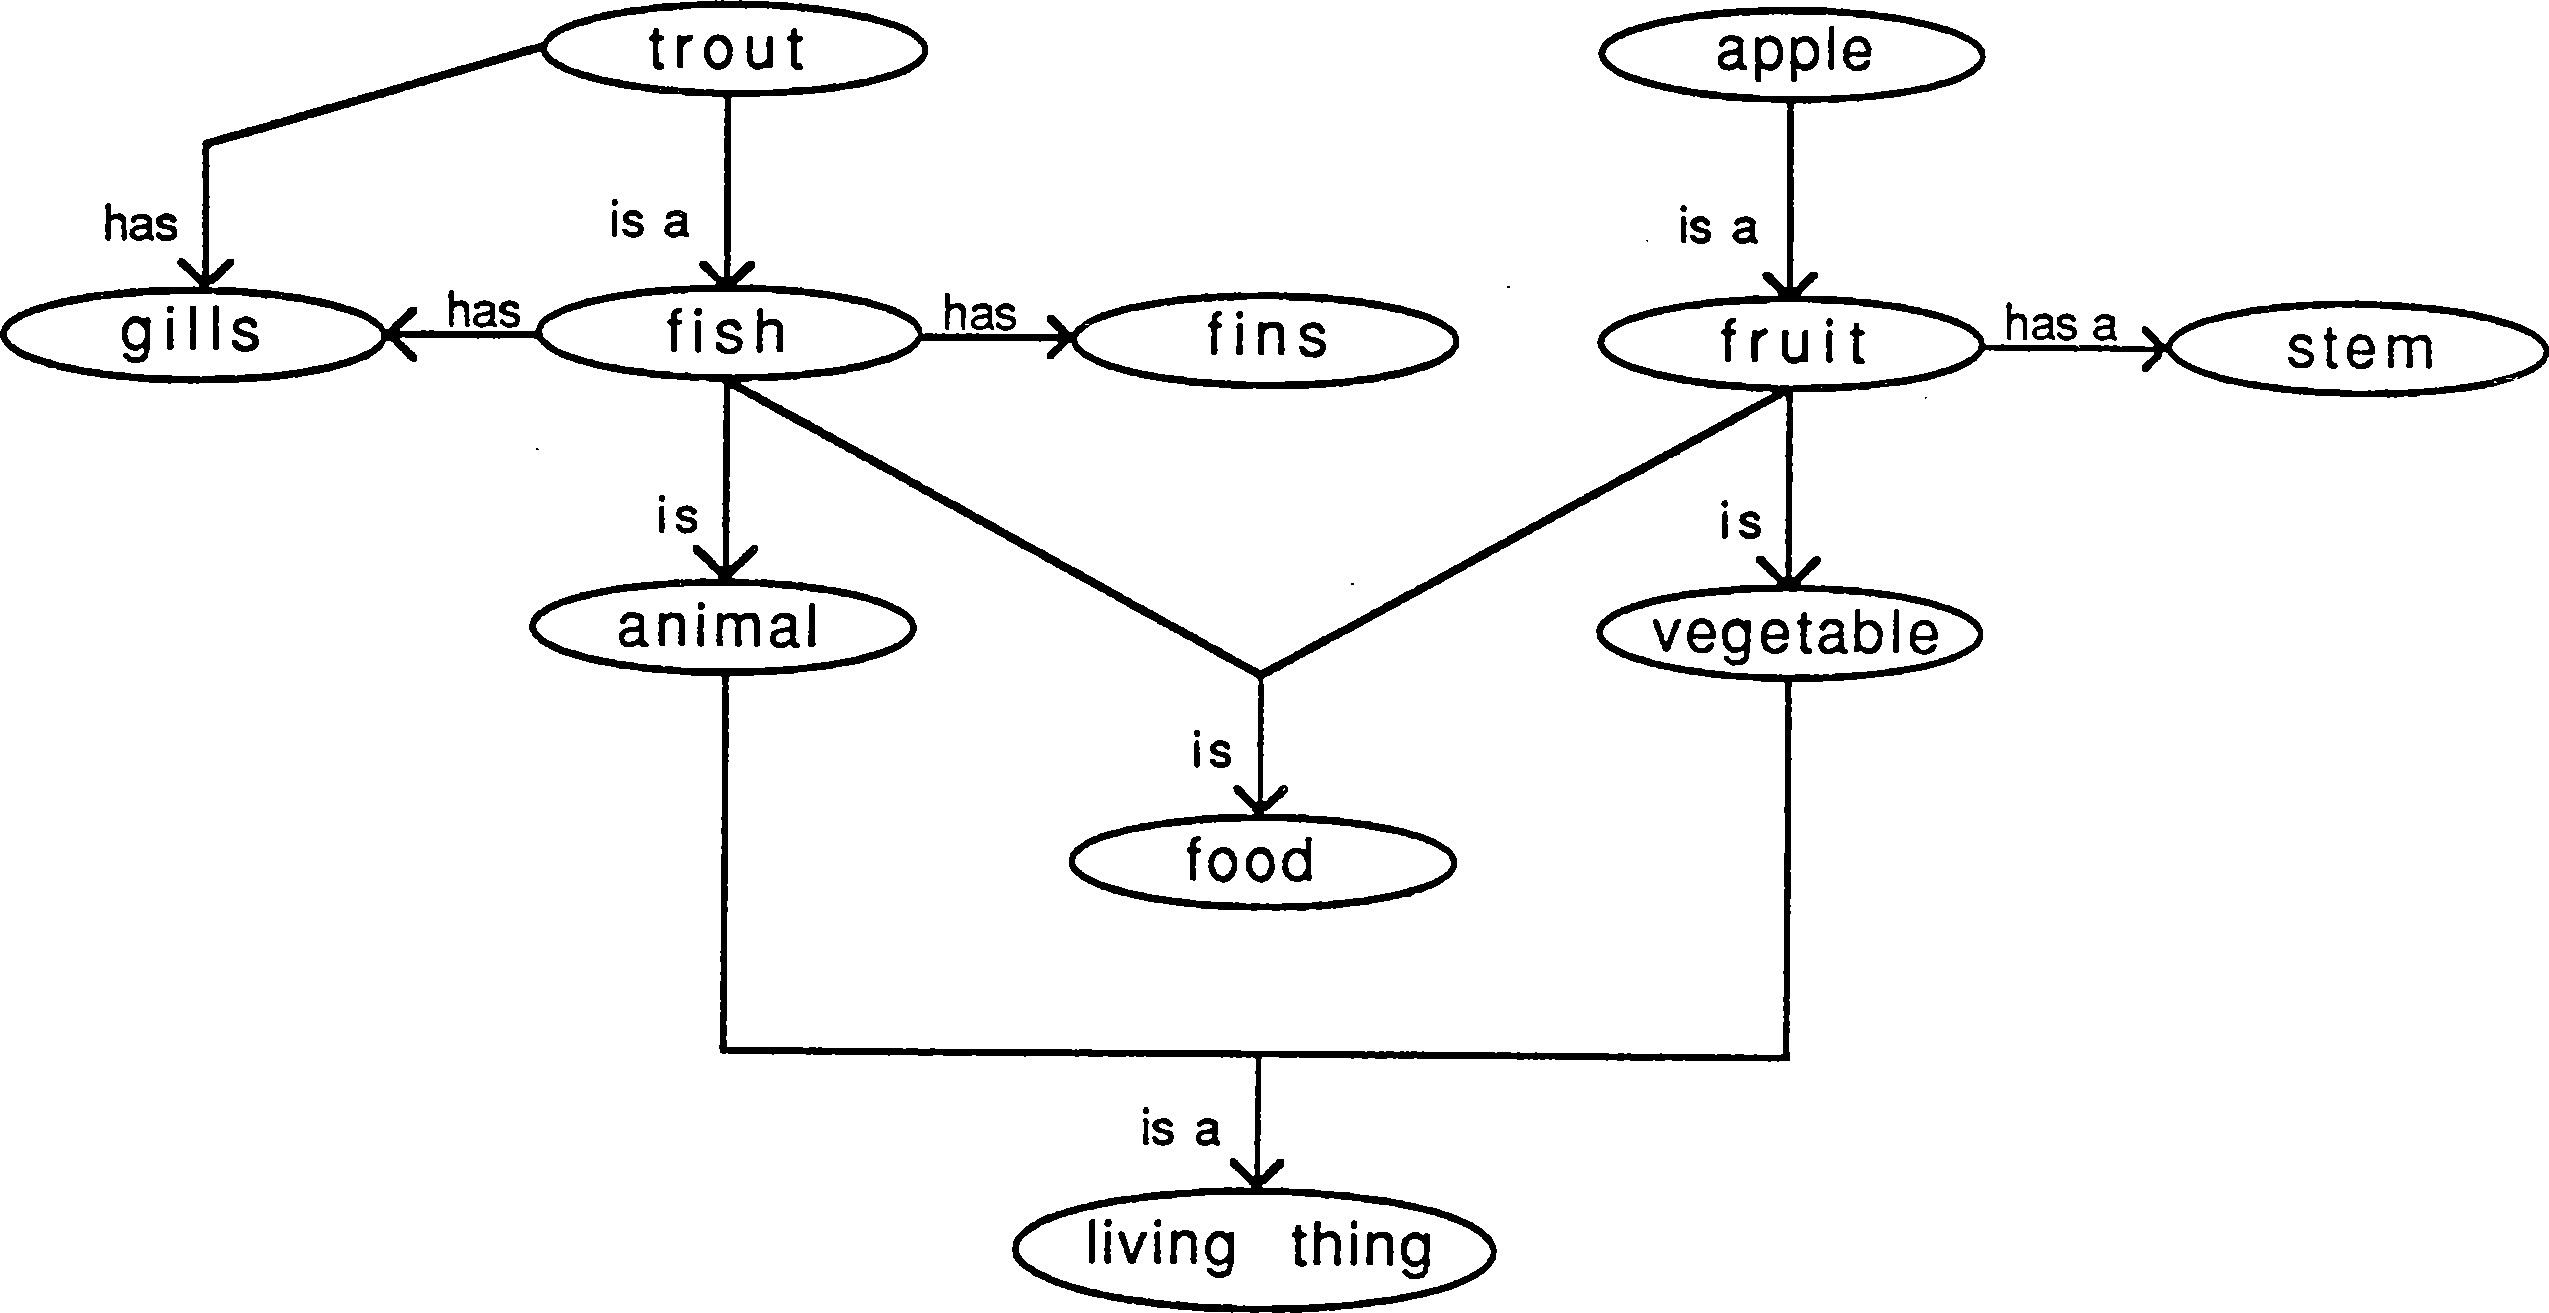 trout
apple
has
is a
is a
gills
has
fish
has
fins
fruit
has a
stem
is
is
animal
vegetable
is
food
is a
living thing